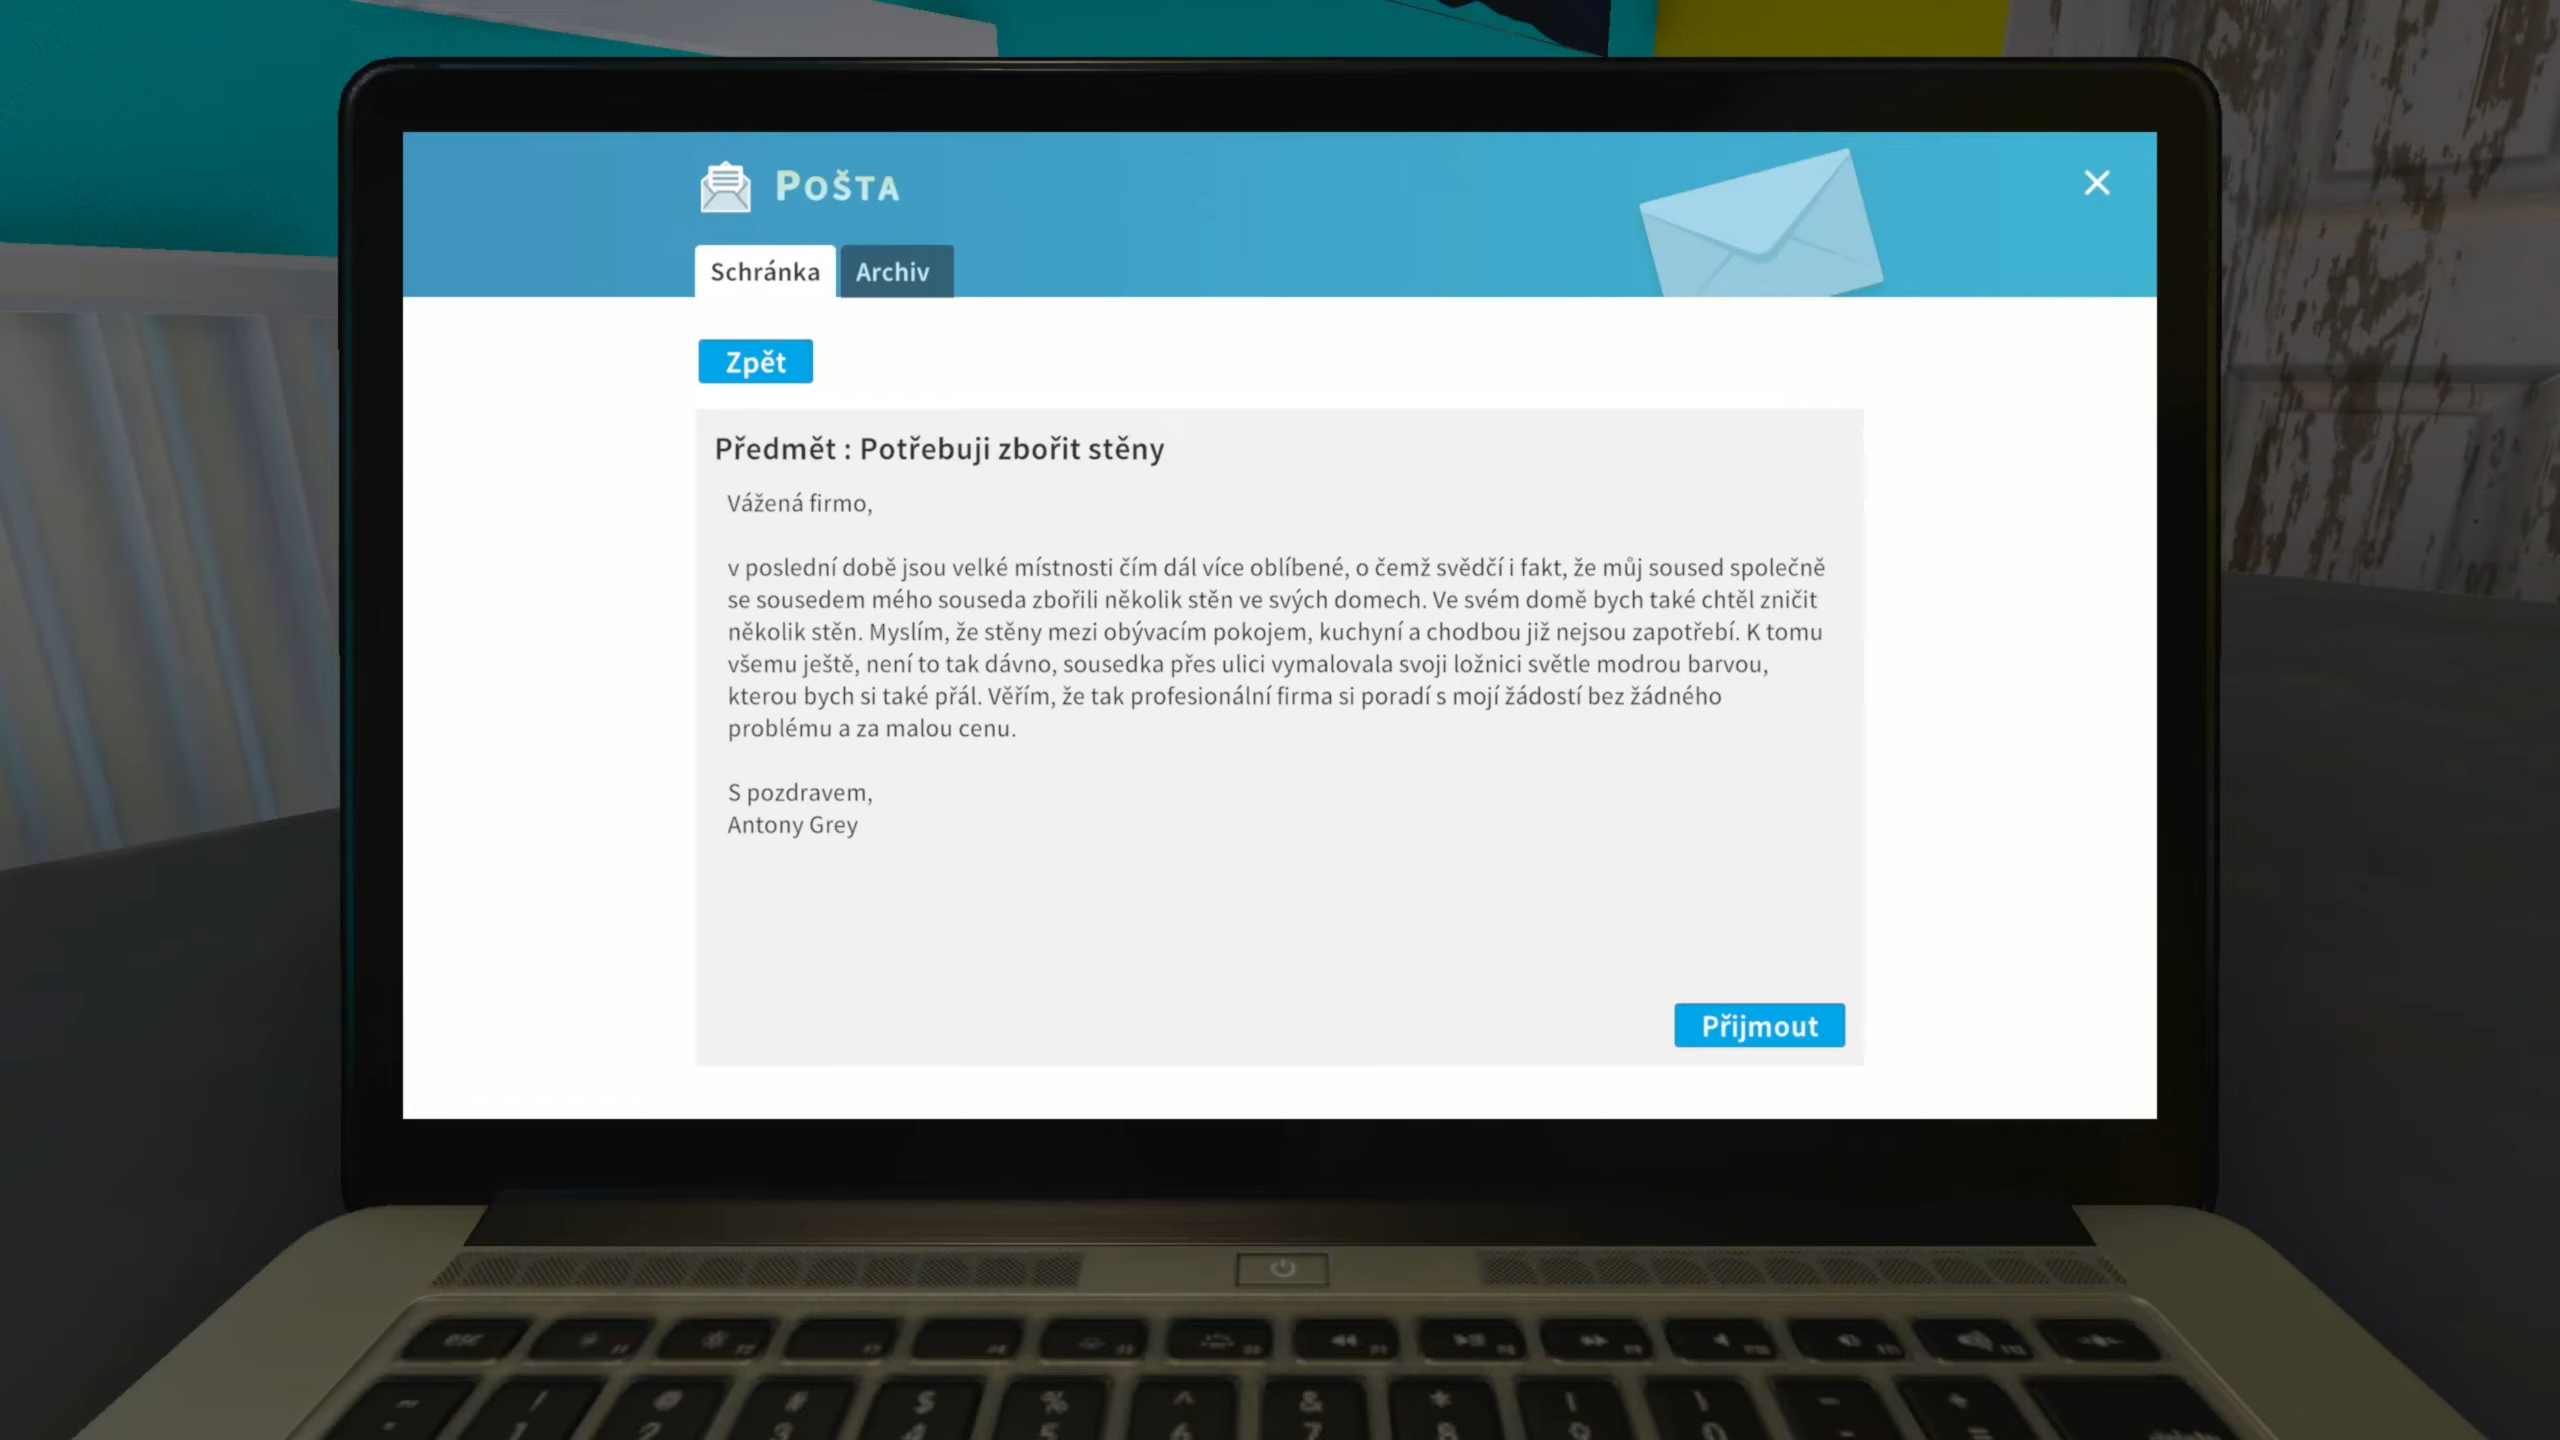 Pošta
Schránka
Archiv
Zpět
Předmět : Potřebuji zbořit stěny
Vážená firmo,
v poslední době jsou velké místnosti čím dál více oblíbené, o čemž svědčí i fakt, že můj soused společně
se sousedem mého souseda zbořili několik stěn ve svých domech. Ve svém domě bych také chtěl zničit
několik stěn. Myslím, že stěny mezi obývacím pokojem, kuchyní a chodbou již nejsou zapotřebí. K tomu
všemu ještě, není to tak dávno, sousedka přes ulici vymalovala svoji ložnici světle modrou barvou,
kterou bych si také přál. Věřím, že tak profesionální firma si poradí s mojí žádostí bez žádného
problému a za malou cenu.
S pozdravem,
Antony Grey
Přijmout